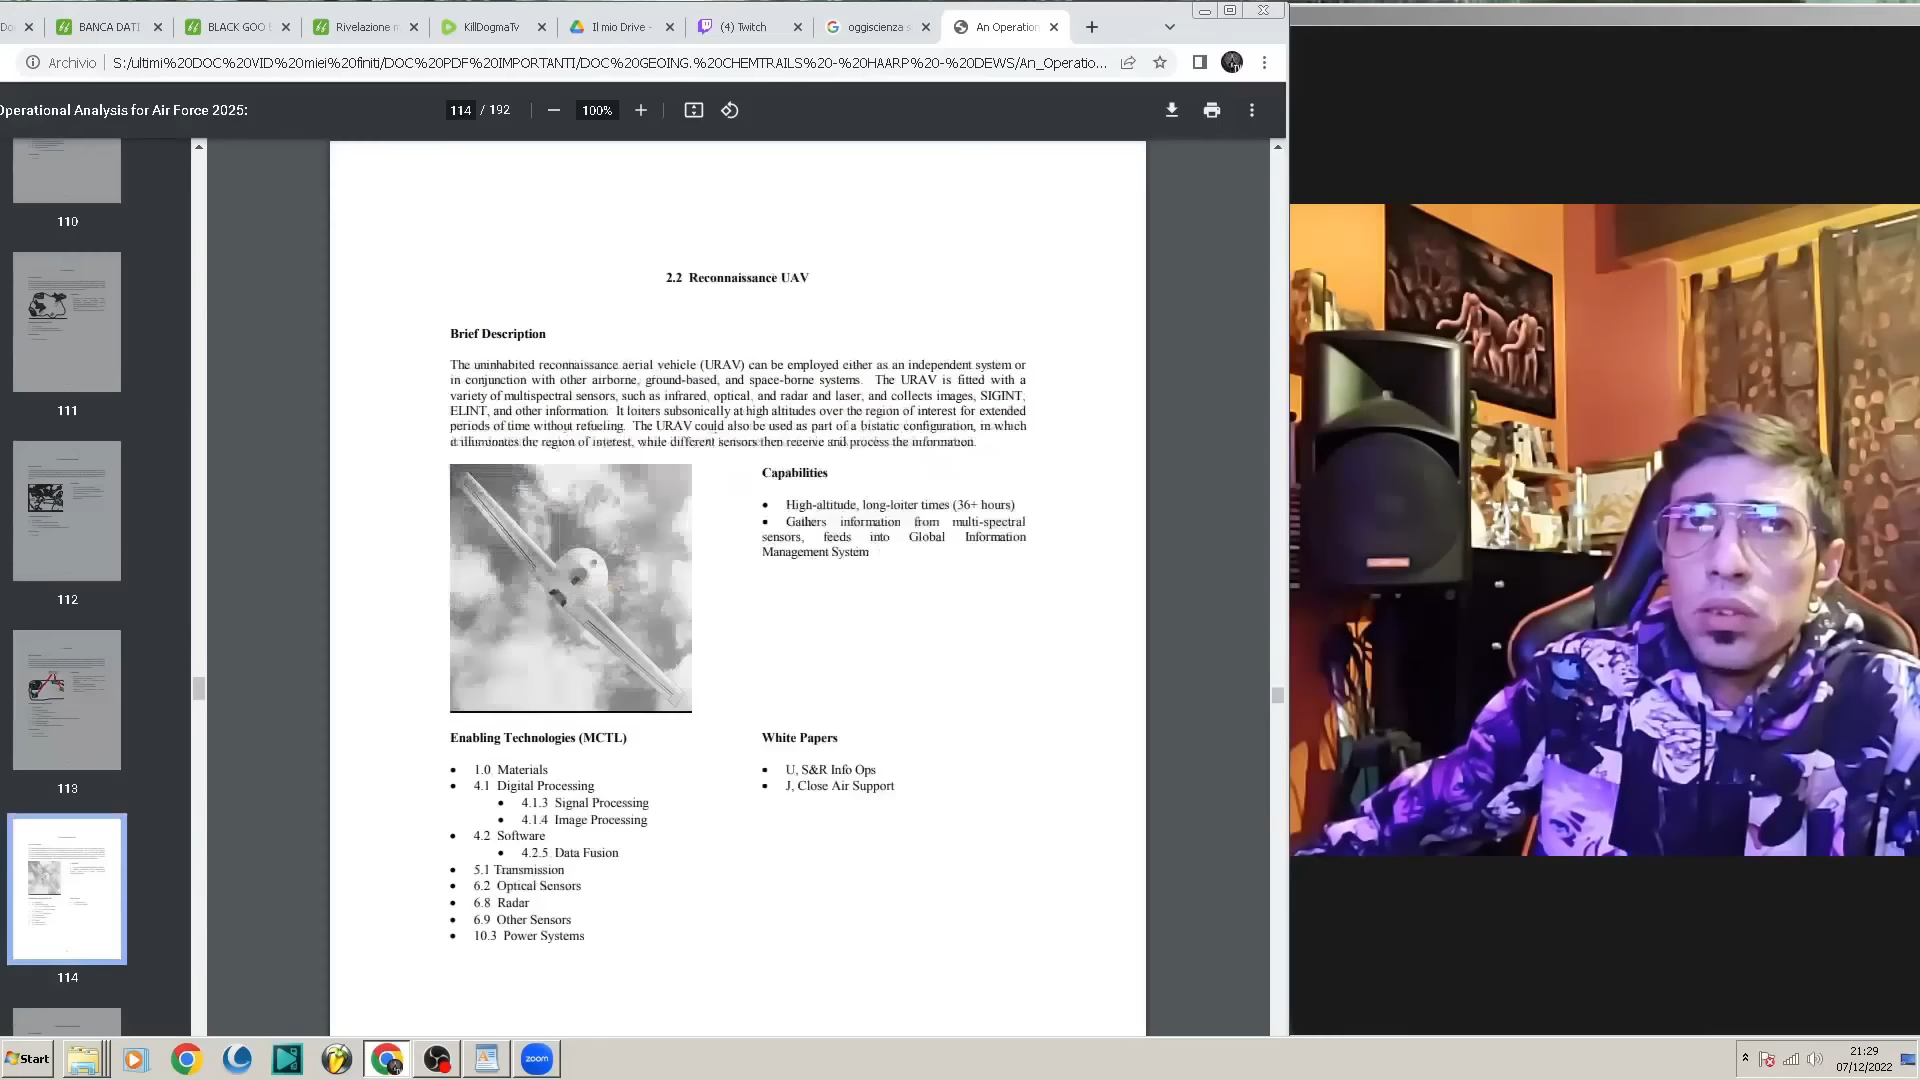 BANCA DATI
BLACK GOO
Rivelazione
KillDogmaTv
Il mio Drive -
(4) Twitch
oggiscienza
An Operation
Archivio
S:/ultimi%20DOC%20VID%20miei%20finiti/DOC%20PDF%20IMPORTANTI/DOC%20GEOING.%20CHEMTRAILS%20-%20HAARP%20-%20DEWS/An_Operatio...
Operational Analysis for Air Force 2025:
114 / 192
100%
110
111
112
113
114
2.2 Reconnaissance UAV
Brief Description
The uninhabited reconnaissance aerial vehicle (URAV) can be employed either as an independent system or
in conjunction with other airborne, ground-based, and space-borne systems. The URAV is fitted with a
variety of multispectral sensors, such as infrared, optical, and radar and laser, and collects images, SIGINT,
ELINT, and other information. It loiters subsonically at high altitudes over the region of interest for extended
periods of time without refueling. The URAV could also be used as part of a bistatic configuration, in which
it illuminates the region of interest, while different sensors then receive and process the information.
Capabilities
• High-altitude, long-loiter times (36+ hours)
• Gathers information from multi-spectral
sensors, feeds into Global Information
Management System
Enabling Technologies (MCTL)
• 1.0 Materials
• 4.1 Digital Processing
• 4.1.3 Signal Processing
• 4.1.4 Image Processing
• 4.2 Software
• 4.2.5 Data Fusion
• 5.1 Transmission
• 6.2 Optical Sensors
• 6.8 Radar
• 6.9 Other Sensors
• 10.3 Power Systems
White Papers
• U, S&R Info Ops
• J, Close Air Support
Start
zoom
21:29
07/12/2022